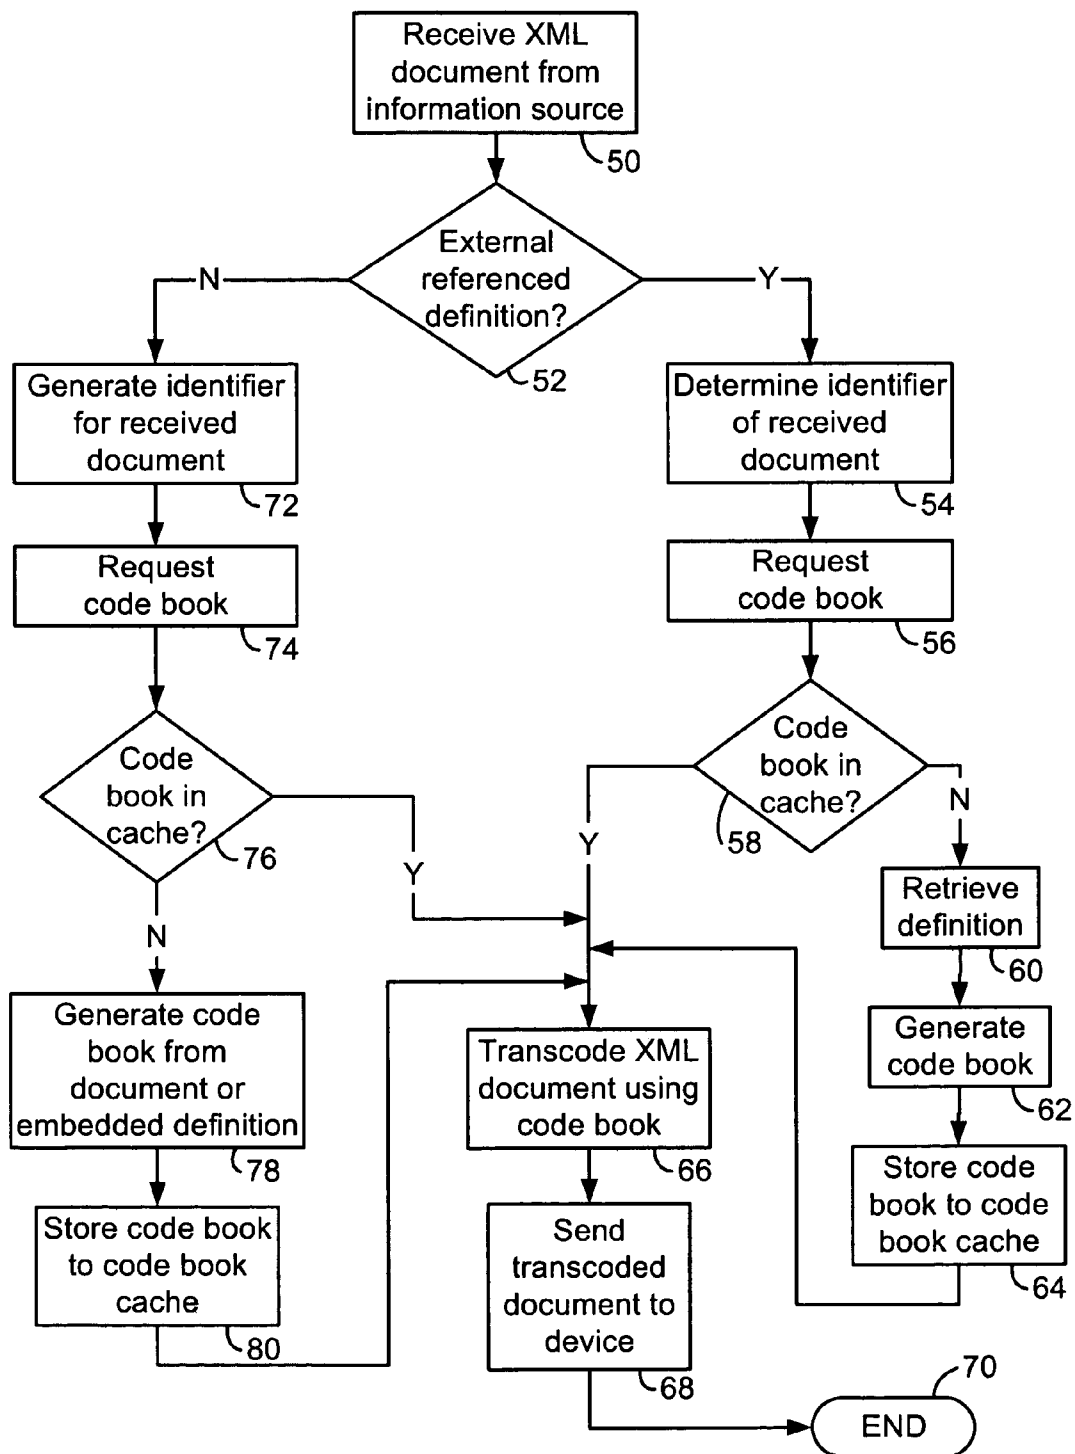 Receive XML
document from
information source
50
External
referenced
definition?
52
N
Y
Generate identifier
for received
document
72
Determine identifier
of received
document
54
Request
code book
74
Request
code book
56
Code
book in
cache?
76
Code
book in
cache?
58
Y
N
Y
N
Retrieve
definition
60
Generate code
book from
document or
embedded definition
78
Transcode XML
document using
code book
66
Generate
code book
62
Store code book
to code book
cache
80
Send
transcoded
document to
device
68
Store code
book to code
book cache
64
70
END